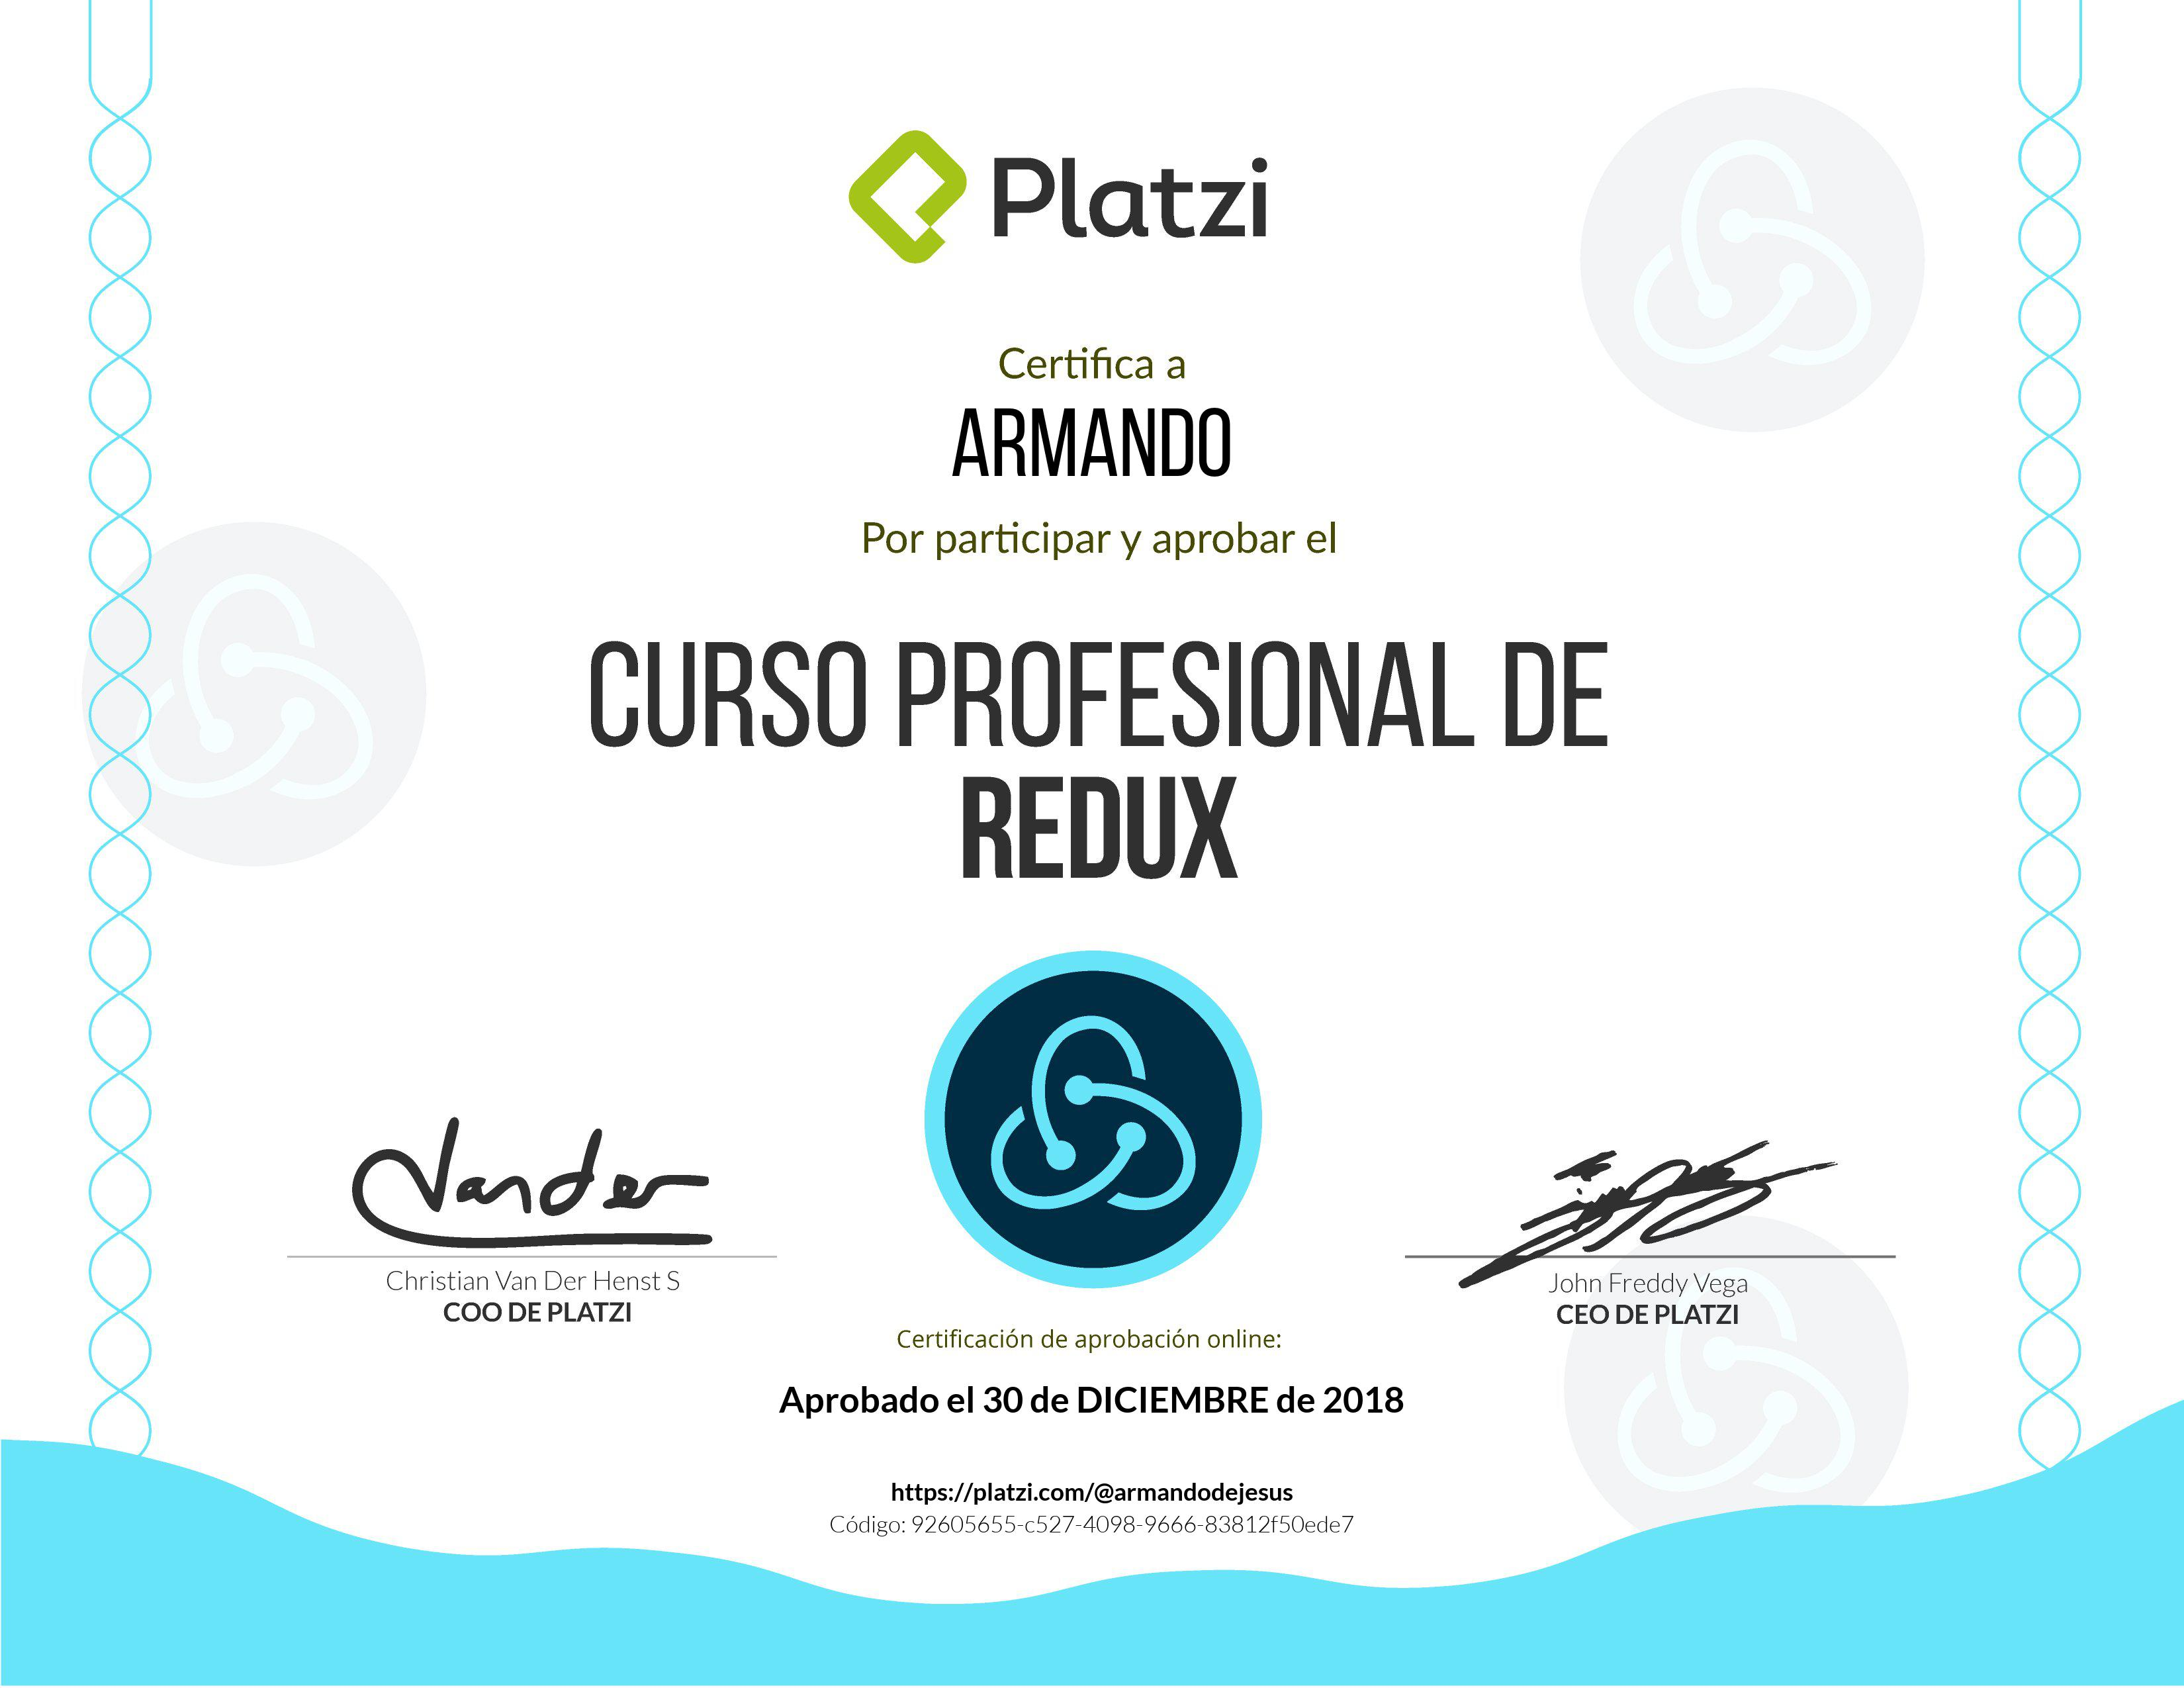 Platzi
Certifica a
ARMANDO
Por participar y aprobar el
CURSO PROFESIONAL DE
REDUX
Vander
Christian Van Der Henst S
COO DE PLATZI
John Freddy Vega
CEO DE PLATZI
Certificación de aprobación online:
Aprobado el 30 de DICIEMBRE de 2018
https://platzi.com/@armandodejesus
Código: 92605655-c527-4098-9666-83812f50ede7